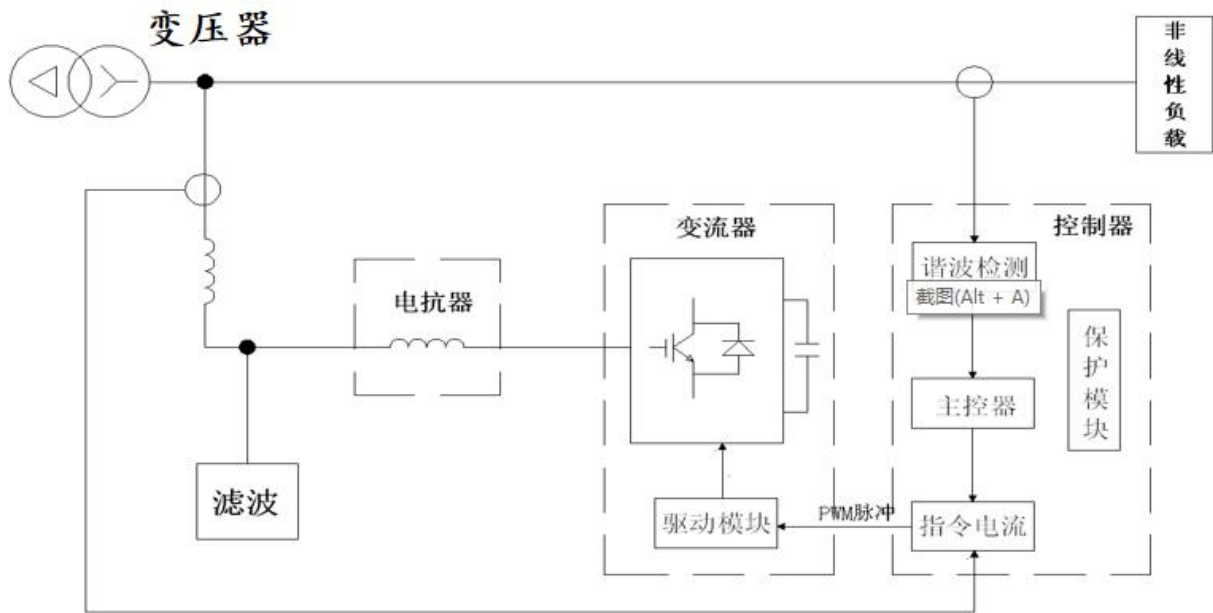 变压器
非线性负载
变流器
控制器
谐波检测
截图(Alt + A)
电抗器
保护模块
主控器
滤波
驱动模块
PWM脉冲
指令电流